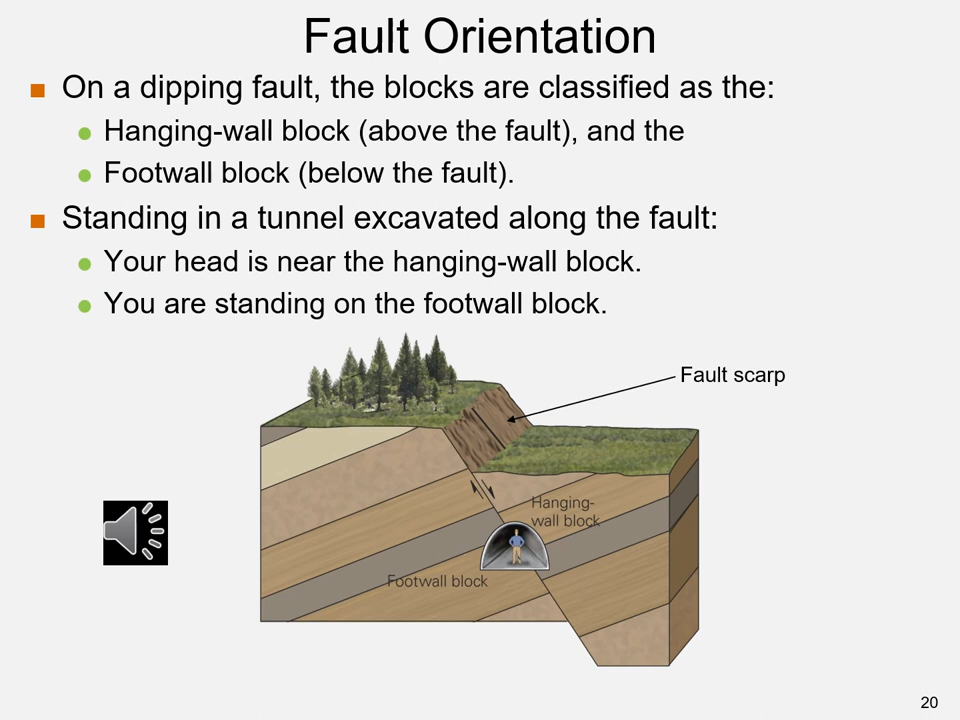 Fault Orientation
On a dipping fault, the blocks are classified as the:
Hanging-wall block (above the fault), and the
Footwall block (below the fault).
Standing in a tunnel excavated along the fault:
Your head is near the hanging-wall block.
You are standing on the footwall block.
Fault scarp
Hanging-
wall block
Footwall block
20